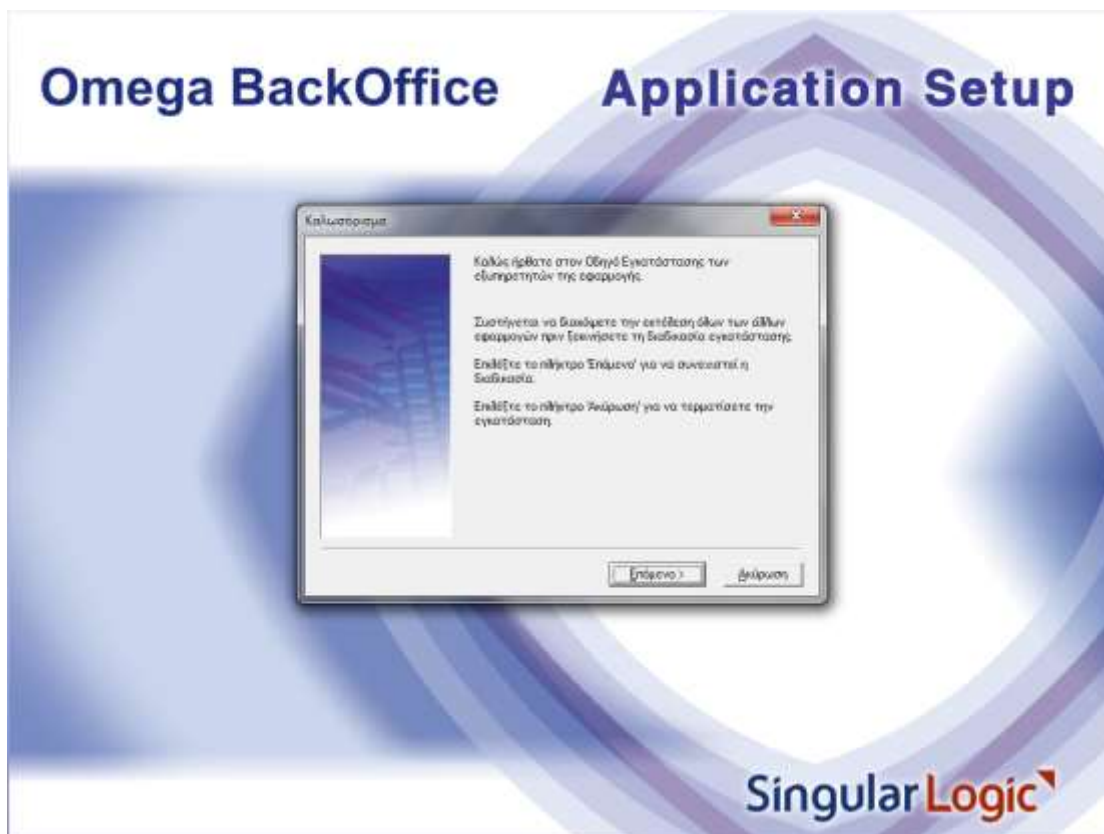 Omega BackOffice Application Setup
Καλωσόρισμα
Καλώς ήρθατε στον Οδηγό Εγκατάστασης των
εξυπηρετητών της εφαρμογής.
Συστήνεται να διακόψετε την εκτέλεση όλων των άλλων
εφαρμογών πριν ξεκινήσετε τη διαδικασία εγκατάστασης.
Επιλέξτε το πλήκτρο 'Επόμενο' για να συνεχιστεί η
διαδικασία.
Επιλέξτε το πλήκτρο 'Ακύρωση' για να τερματίσετε την
εγκατάσταση.
Επόμενο > Ακύρωση
SingularLogic